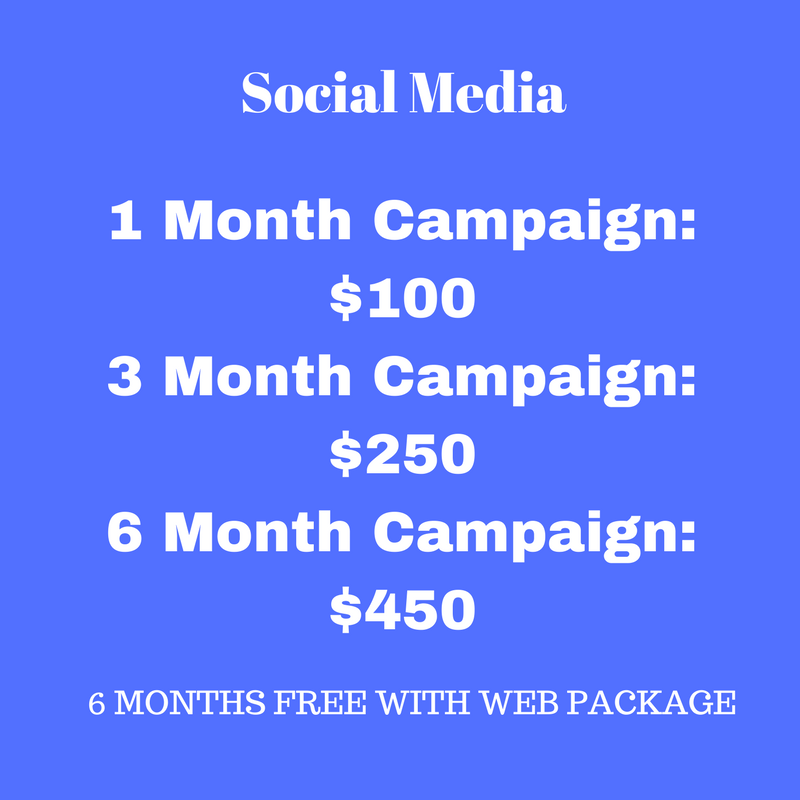 Social Media
1 Month Campaign:
$100
3 Month Campaign:
$250
6 Month Campaign:
$450
6 MONTHS FREE WITH WEB PACKAGE